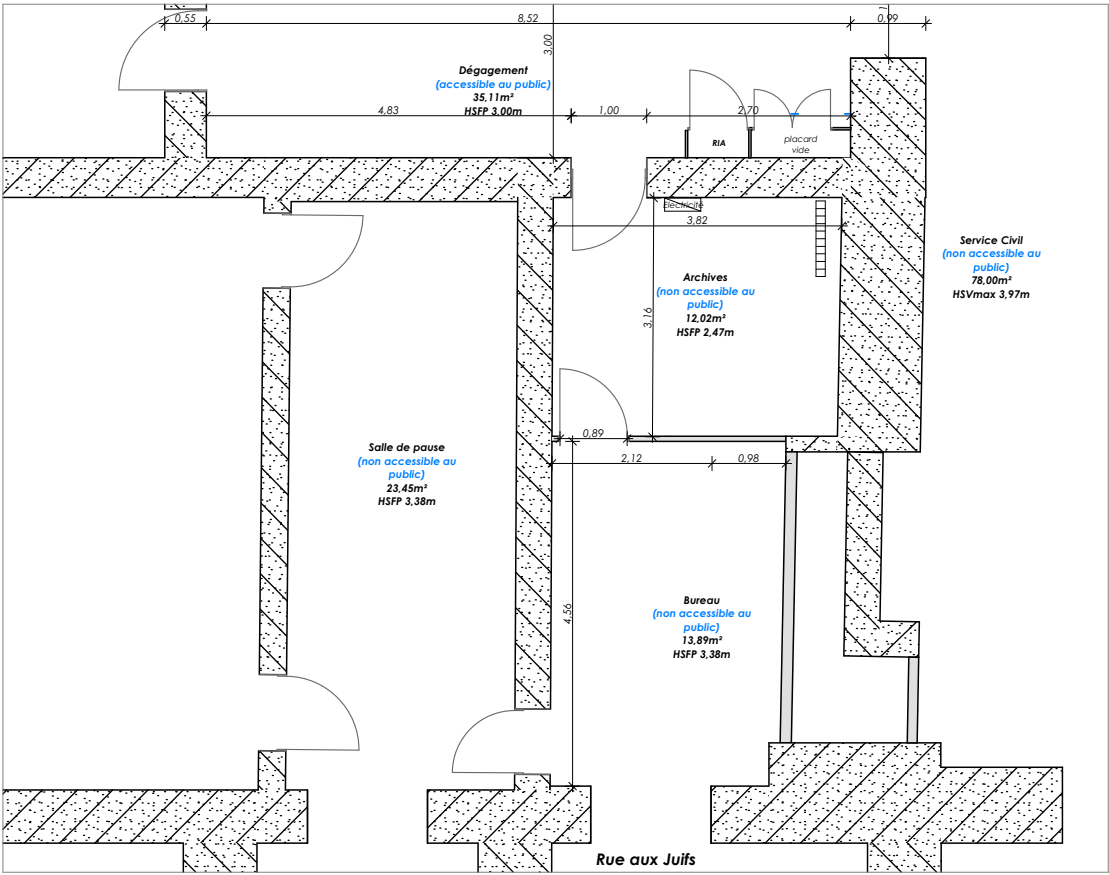 0,55
8,52
0,99
1
3,00
Dégagement
(accessible au public)
35,11m²
HSFP 3.00m
4,83
1,00
2,70
RIA
placard
vide
Electricité
3,82
Service Civil
(non accessible au
public)
78,00m²
HSVmax 3,97m
Archives
(non accessible au
public)
12,02m²
HSFP 2,47m
3,16
0,89
2,12
0,98
Salle de pause
(non accessible au
public)
23,45m²
HSFP 3,38m
4,56
Bureau
(non accessible au
public)
13,89m²
HSFP 3,38m
Rue aux Juifs